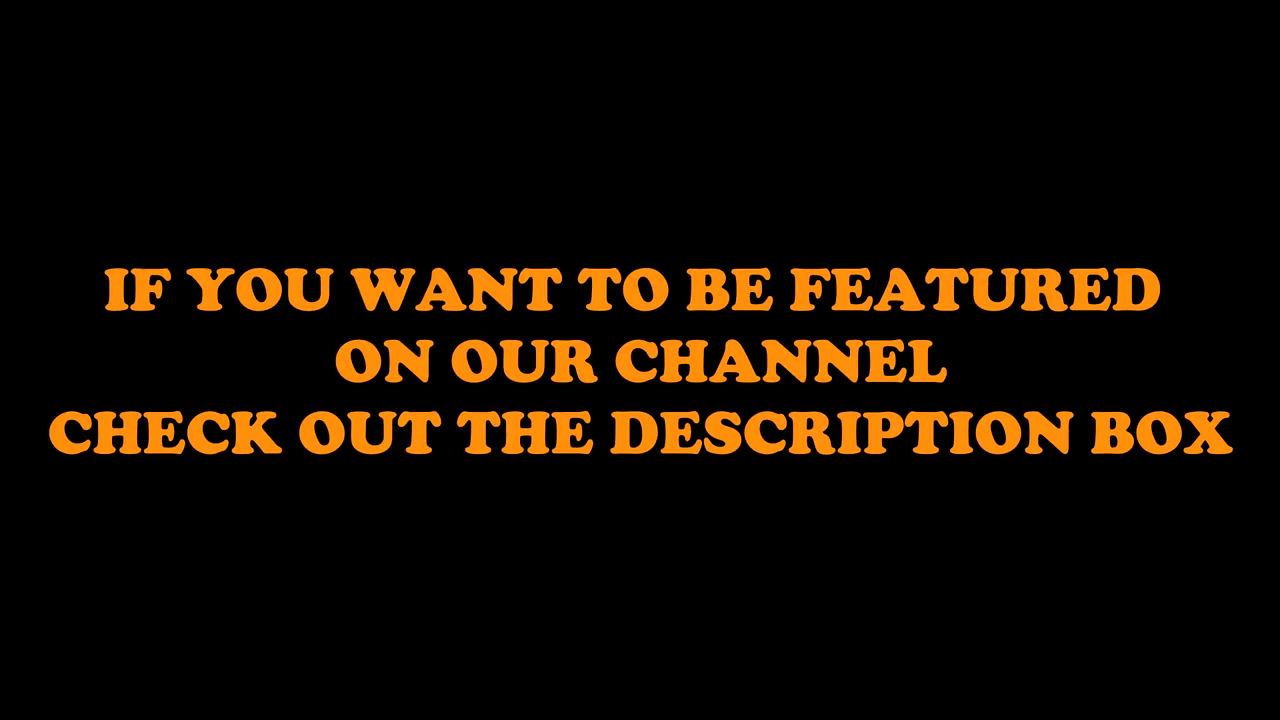 IF YOU WANT TO BE FEATURED
ON OUR CHANNEL
CHECK OUT THE DESCRIPTION BOX